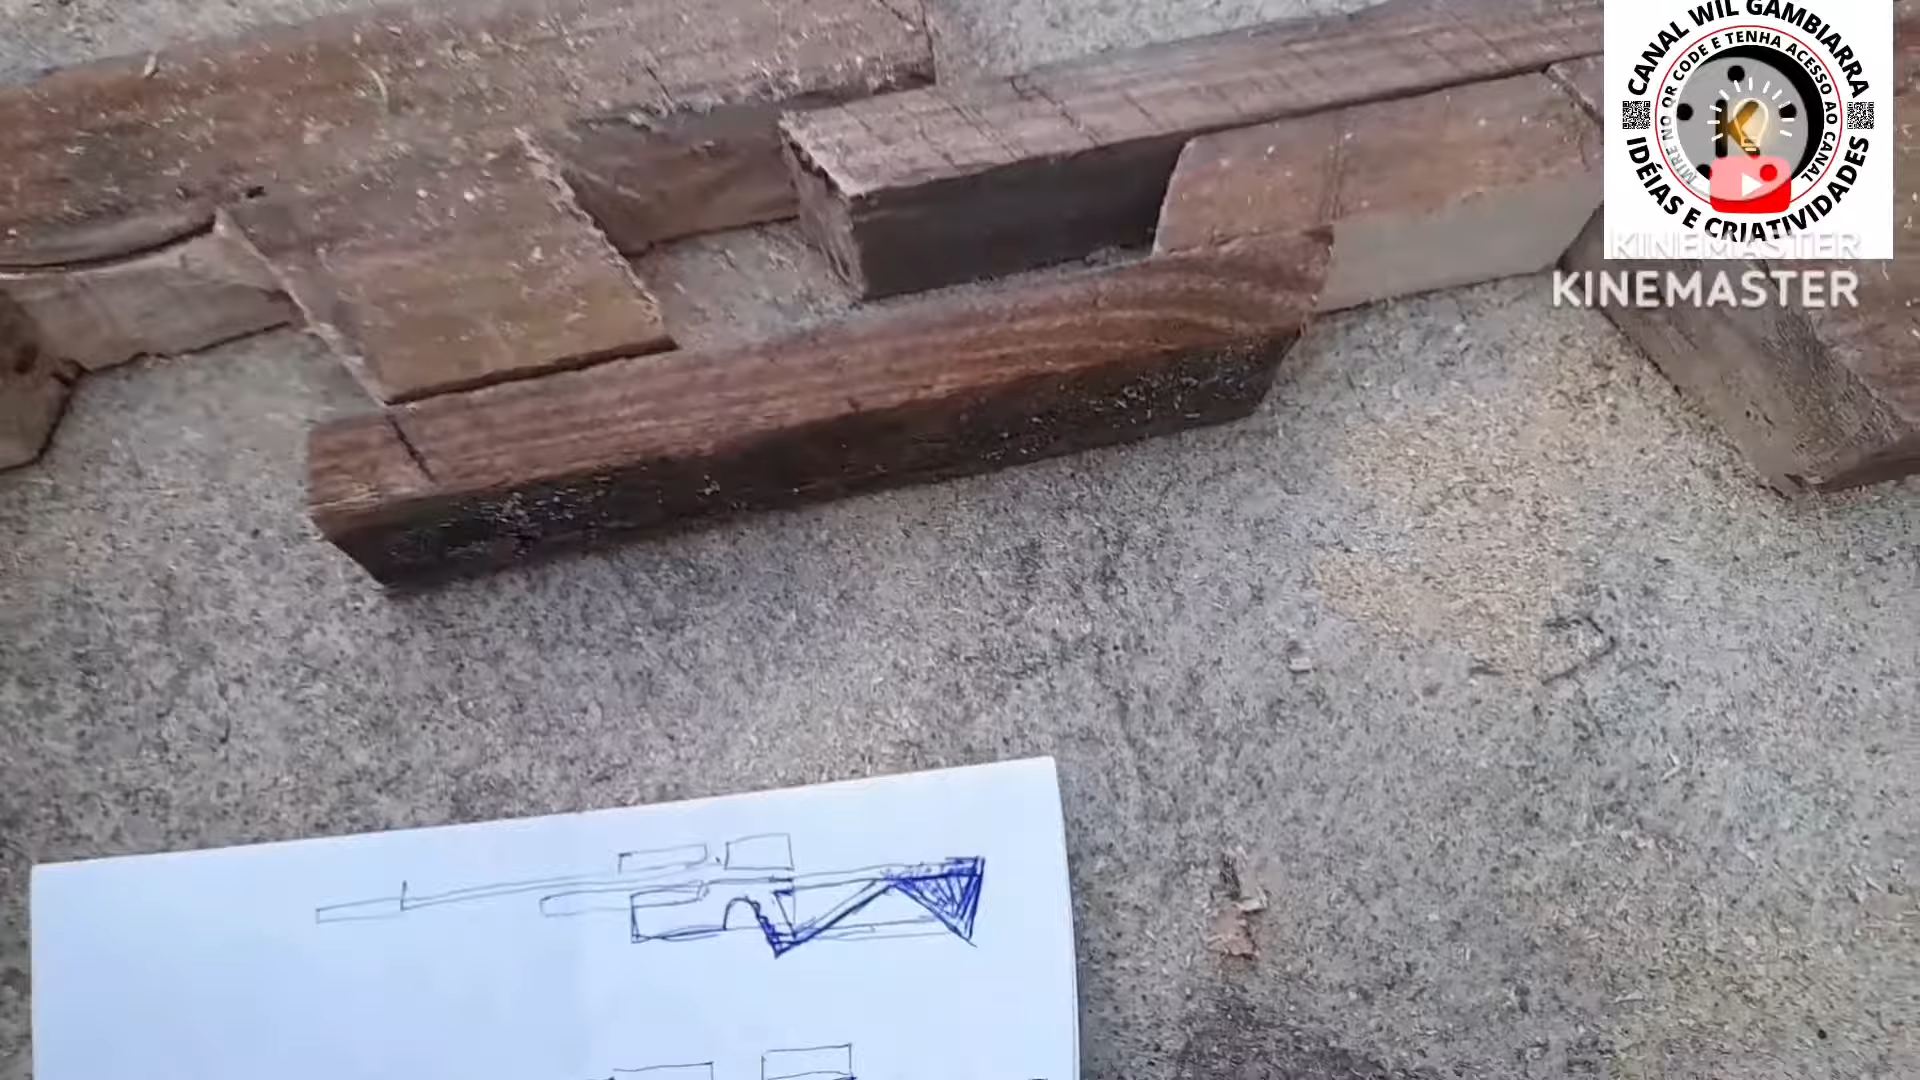 CANAL WIL GAMBIARRA
MIRE NO QR CODE E TENHA ACESSO AO CANAL
IDÉIAS E CRIATIVIDADES
KINEMASTER
KINEMASTER